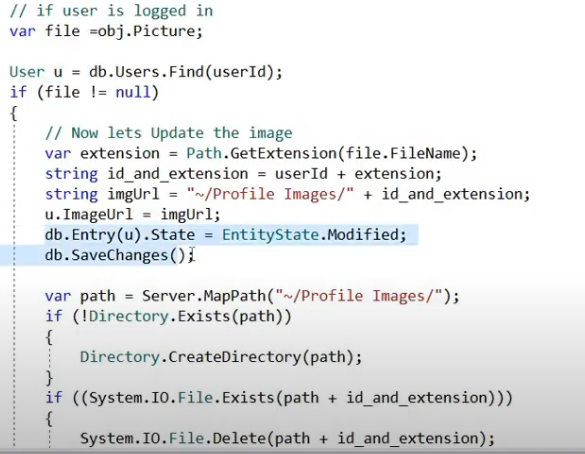 // if user is logged in
var file =obj.Picture;
User u = db.Users.Find(userId);
if (file != null)
{
// Now lets Update the image
var extension = Path.GetExtension(file.FileName);
string id_and_extension = userId + extension;
string imgUrl = "~/Profile Images/" + id_and_extension;
u.ImageUrl = imgUrl;
db.Entry(u).State = EntityState.Modified;
db.SaveChanges();
var path = Server.MapPath("~/Profile Images/");
if (!Directory.Exists(path))
{
Directory.CreateDirectory(path);
}
if ((System.IO.File.Exists(path + id_and_extension)))
{
System.IO.File.Delete(path + id_and_extension);